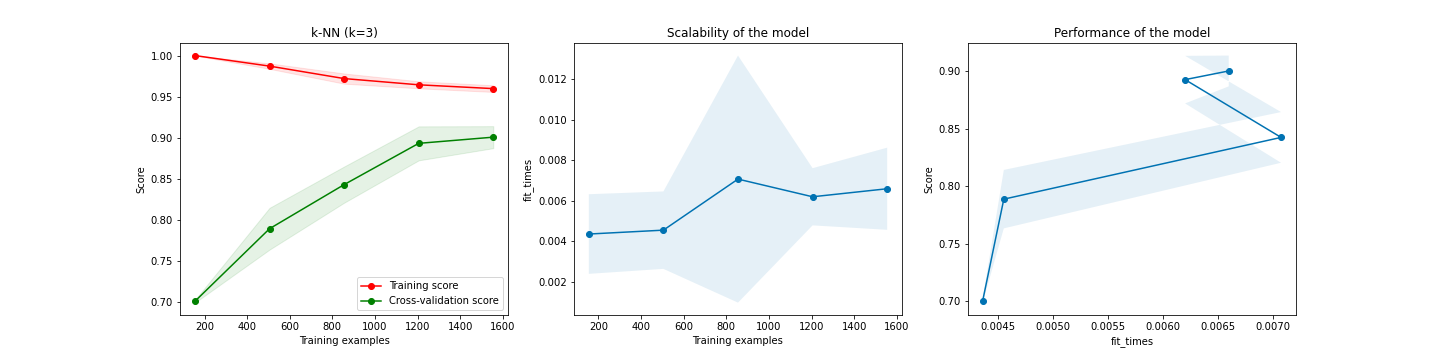 k-NN (k=3)
1.00
0.95
0.90
0.85
0.80
0.75
0.70
Score
200 400 600 800 1000 1200 1400 1600
Training examples
Training score
Cross-validation score
Scalability of the model
0.012
0.010
0.008
0.006
0.004
0.002
fit_times
200 400 600 800 1000 1200 1400 1600
Training examples
Performance of the model
0.90
0.85
0.80
0.75
0.70
Score
0.0045 0.0050 0.0055 0.0060 0.0065 0.0070
fit_times